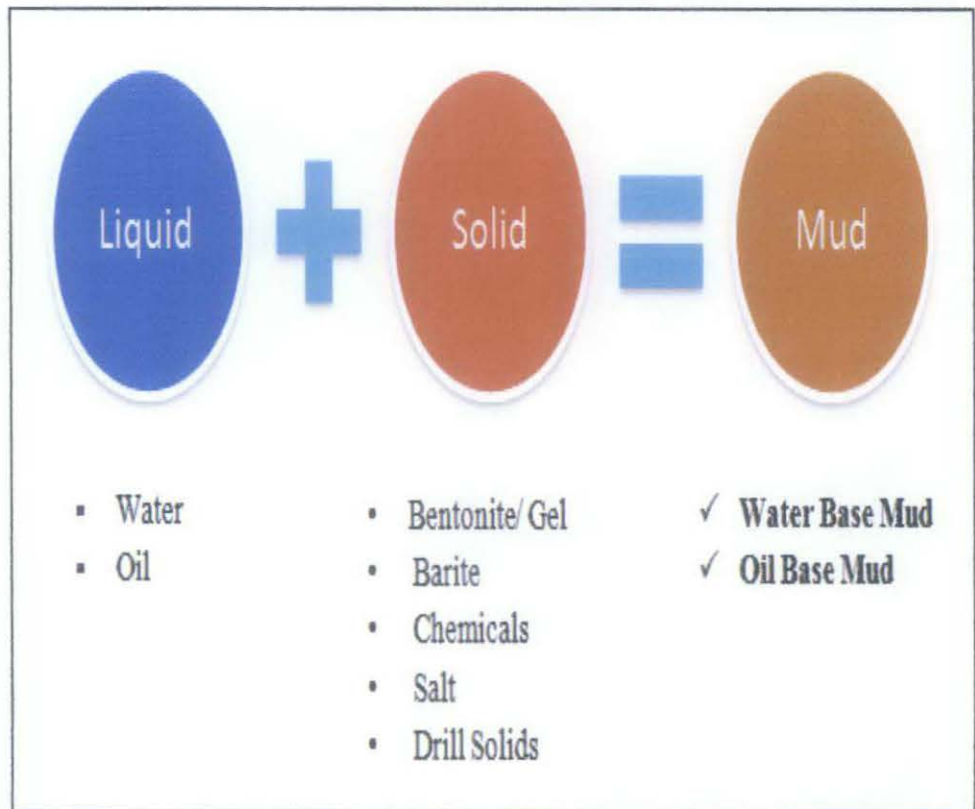 Liquid
Solid
Mud
▪ Water
▪ Oil
• Bentonite/ Gel
• Barite
• Chemicals
• Salt
• Drill Solids
✓ Water Base Mud
✓ Oil Base Mud